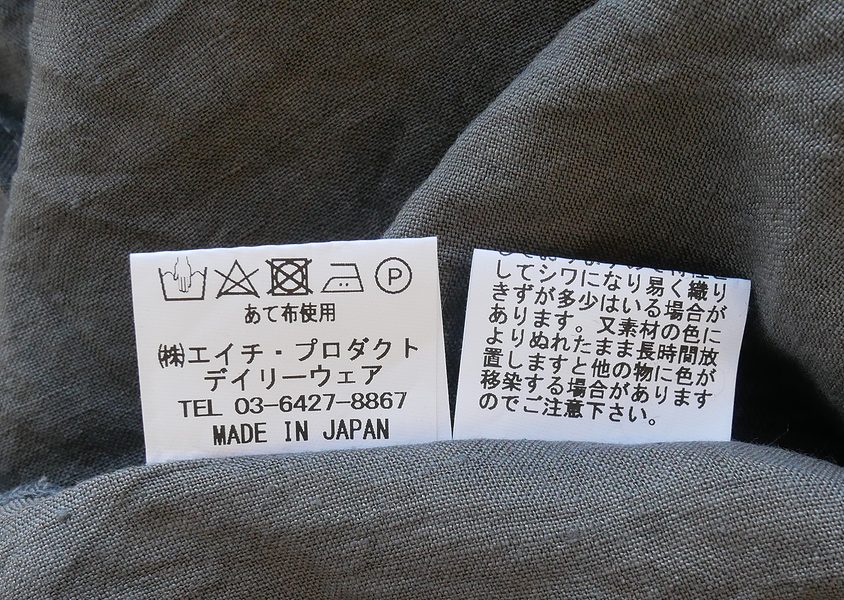 P
あて布使用
㈱エイチ・プロダクト
デイリーウェア
TEL 03-6427-8867
MADE IN JAPAN
してシワになり易く織り
きずが多少はいる場合が
あります。又素材の色に
よりぬれたまま長時間放
置しますと他の物に色が
移染する場合があります
のでご注意下さい。